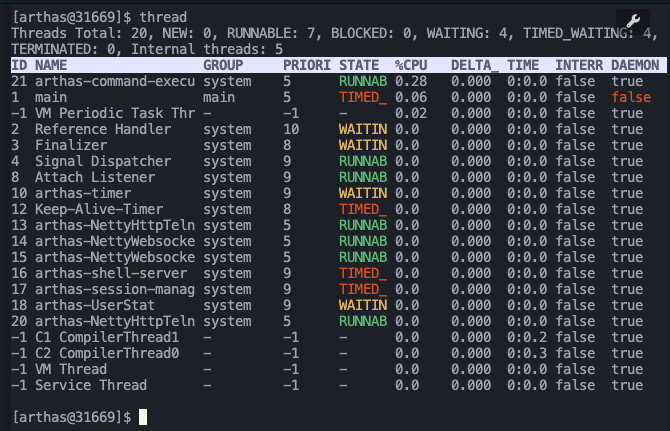 [arthas@31669]$ thread
Threads Total: 20, NEW: 0, RUNNABLE: 7, BLOCKED: 0, WAITING: 4, TIMED_WAITING: 4,
TERMINATED: 0, Internal threads: 5
ID NAME GROUP PRIORI STATE %CPU DELTA_ TIME INTERR DAEMON
21 arthas-command-execu system 5 RUNNAB 0.28 0.000 0:0.0 false true
1 main main 5 TIMED_ 0.06 0.000 0:0.0 false false
-1 VM Periodic Task Thr - -1 - 0.02 0.000 0:0.0 false true
2 Reference Handler system 10 WAITIN 0.0 0.000 0:0.0 false true
3 Finalizer system 8 WAITIN 0.0 0.000 0:0.0 false true
4 Signal Dispatcher system 9 RUNNAB 0.0 0.000 0:0.0 false true
8 Attach Listener system 9 RUNNAB 0.0 0.000 0:0.0 false true
10 arthas-timer system 9 WAITIN 0.0 0.000 0:0.0 false true
12 Keep-Alive-Timer system 8 TIMED_ 0.0 0.000 0:0.0 false true
13 arthas-NettyHttpTeln system 5 RUNNAB 0.0 0.000 0:0.0 false true
14 arthas-NettyWebsocke system 5 RUNNAB 0.0 0.000 0:0.0 false true
15 arthas-NettyWebsocke system 5 RUNNAB 0.0 0.000 0:0.0 false true
16 arthas-shell-server system 9 TIMED_ 0.0 0.000 0:0.0 false true
17 arthas-session-manag system 9 TIMED_ 0.0 0.000 0:0.0 false true
18 arthas-UserStat system 9 WAITIN 0.0 0.000 0:0.0 false true
20 arthas-NettyHttpTeln system 5 RUNNAB 0.0 0.000 0:0.0 false true
-1 C1 CompilerThread1 - -1 - 0.0 0.000 0:0.2 false true
-1 C2 CompilerThread0 - -1 - 0.0 0.000 0:0.3 false true
-1 VM Thread - -1 - 0.0 0.000 0:0.0 false true
-1 Service Thread - -1 - 0.0 0.000 0:0.0 false true
[arthas@31669]$